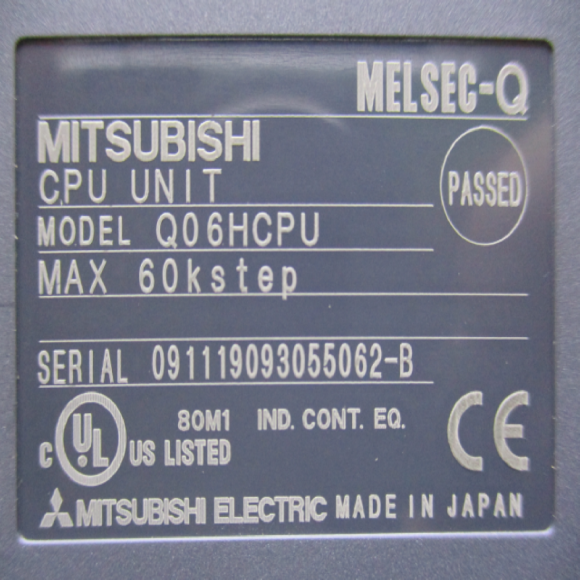 MELSEC-Q
MITSUBISHI
CPU UNIT
PASSED
MODEL Q06HCPU
MAX 60kstep
SERIAL 091119093055062-B
80M1 IND. CONT. EQ.
C UL US LISTED
CE
MITSUBISHI ELECTRIC MADE IN JAPAN